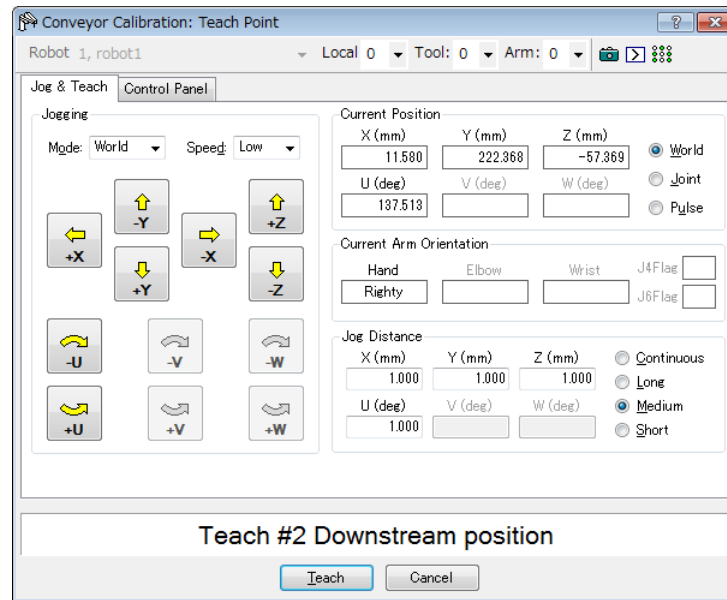 Conveyor Calibration: Teach Point
Robot 1, robot1 Local 0 Tool: 0 Arm: 0
Jog & Teach Control Panel
Jogging
Mode: World Speed: Low
-Y
+Z
+X
-X
+Y
-Z
-U -V -W
+U +V +W
Current Position
X (mm) Y (mm) Z (mm)
11.580 222.368 -57.369
U (deg) V (deg) W (deg)
137.513
World
Joint
Pulse
Current Arm Orientation
Hand Elbow Wrist J4Flag
Righty J6Flag
Jog Distance
X (mm) Y (mm) Z (mm)
1.000 1.000 1.000
U (deg) V (deg) W (deg)
1.000
Continuous
Long
Medium
Short
Teach #2 Downstream position
Teach Cancel